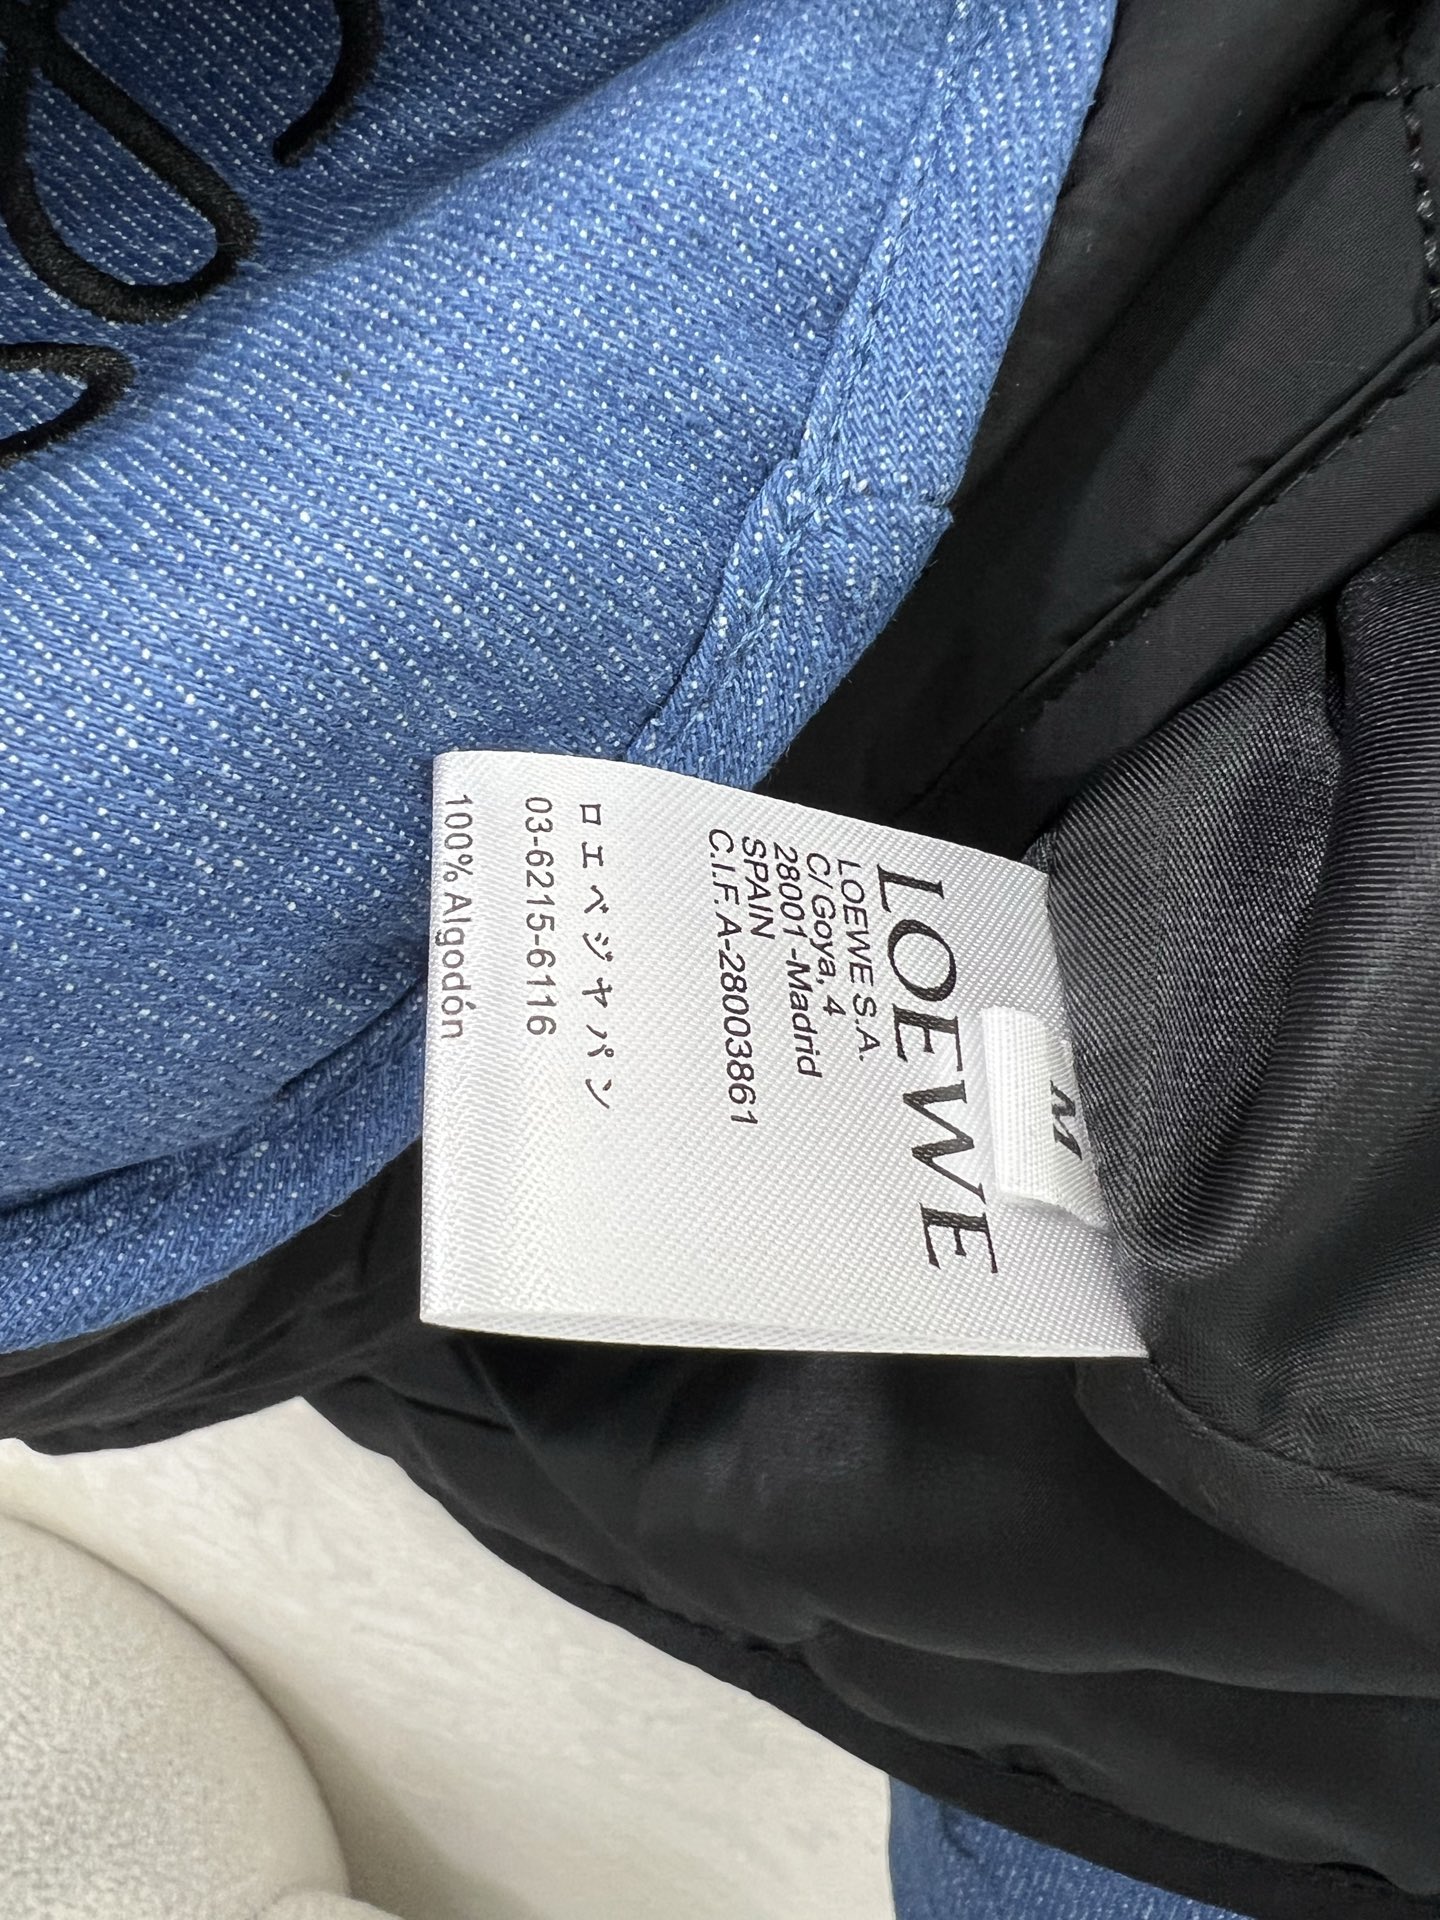 M
LOEWE
LOEWE S.A.
C/Goya, 4
28001 -Madrid
SPAIN
C.I.F. A-28003861
ロエベジャパン
03-6215-6116
100% Algodón